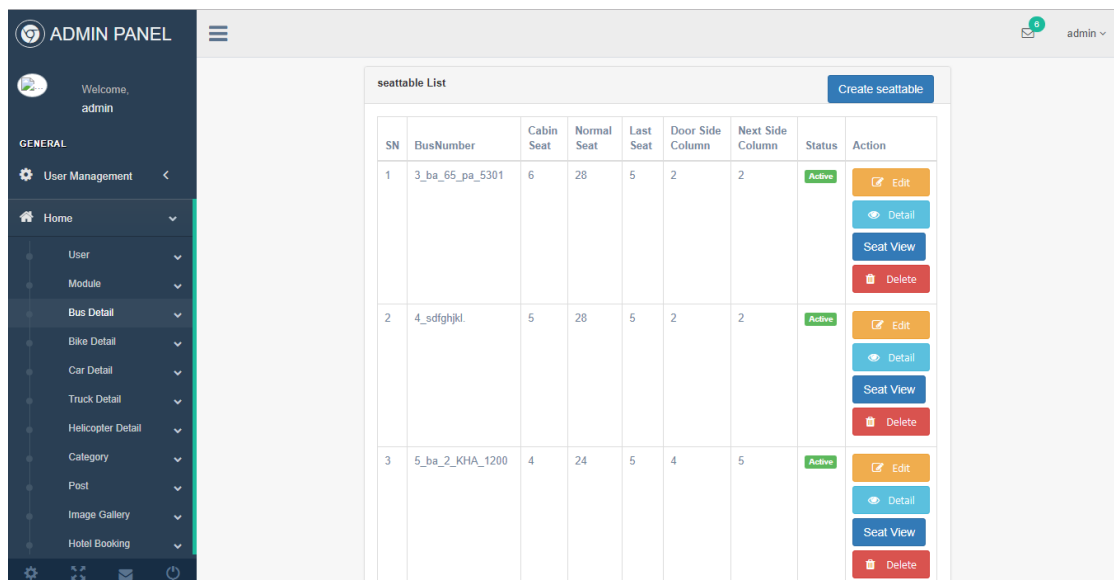 ADMIN PANEL
6
admin
Welcome,
admin
GENERAL
User Management
Home
User
Module
Bus Detail
Bike Detail
Car Detail
Truck Detail
Helicopter Detail
Category
Post
Image Gallery
Hotel Booking
seattable List
Create seattable
SN BusNumber Cabin Seat Normal Seat Last Seat Door Side Column Next Side Column Status Action
1 3_ba_65_pa_5301 6 28 5 2 2 Active Edit
Detail
Seat View
Delete
2 4_sdfghjkl. 5 28 5 2 2 Active Edit
Detail
Seat View
Delete
3 5_ba_2_KHA_1200 4 24 5 4 5 Active Edit
Detail
Seat View
Delete